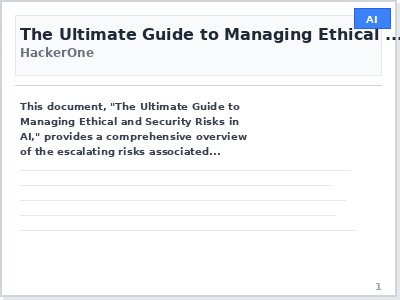 AI
The Ultimate Guide to Managing Ethical ...
HackerOne
This document, "The Ultimate Guide to
Managing Ethical and Security Risks in
AI," provides a comprehensive overview
of the escalating risks associated...
1